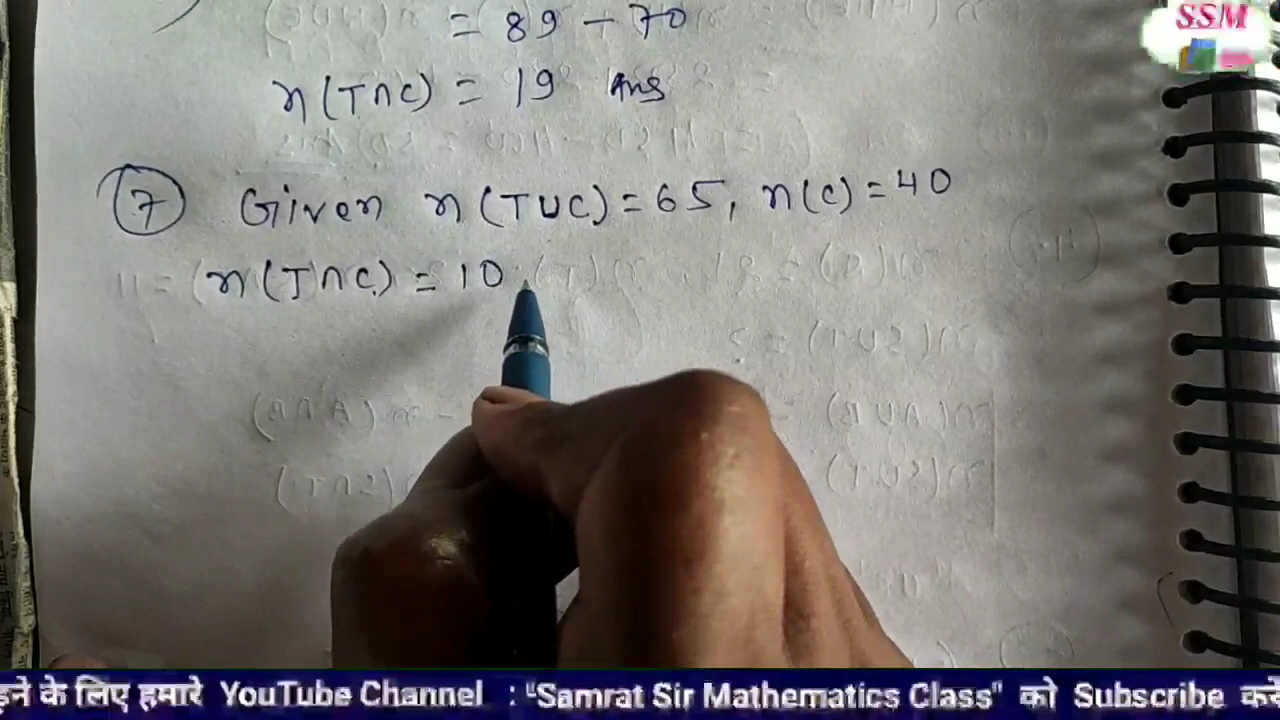 SSM
= 89 - 70
n(T∩C) = 19 Ans
7 Given n(T∪C) = 65, n(C) = 40
n(T∩C) = 10
ड़ने के लिए हमारे YouTube Channel : "Samrat Sir Mathematics Class" को Subscribe करें